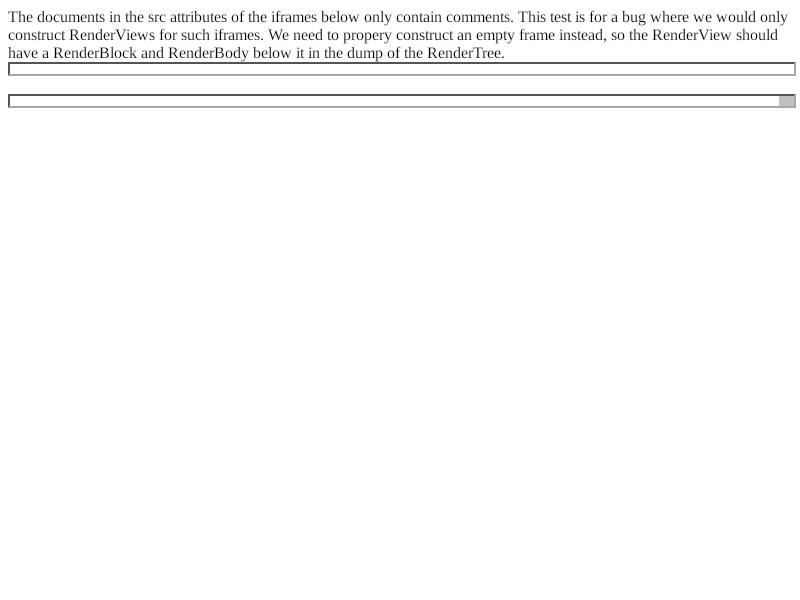 The documents in the src attributes of the iframes below only contain comments. This test is for a bug where we would only
construct RenderViews for such iframes. We need to propery construct an empty frame instead, so the RenderView should
have a RenderBlock and RenderBody below it in the dump of the RenderTree.